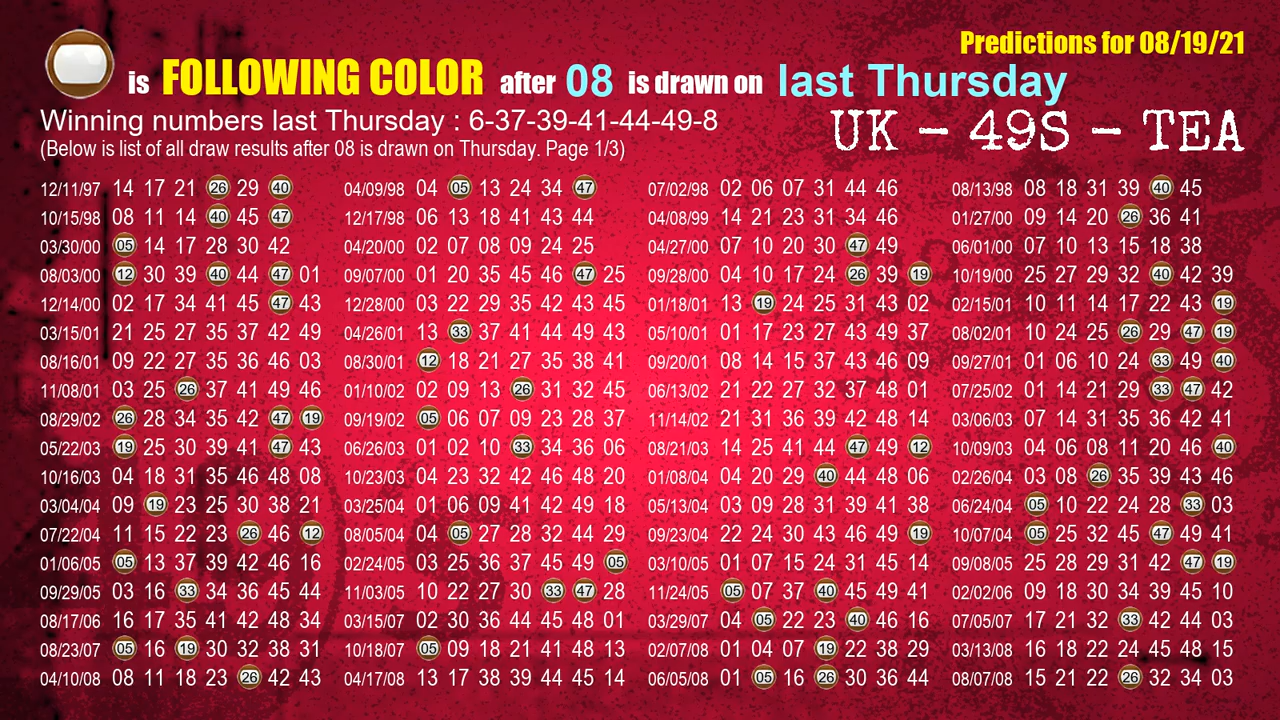 Predictions for 08/19/21
is FOLLOWING COLOR after 08 is drawn on last Thursday
Winning numbers last Thursday : 6-37-39-41-44-49-8
UK - 49S - TEA
(Below is list of all draw results after 08 is drawn on Thursday. Page 1/3)
12/11/97 14 17 21 26 29 40 04/09/98 04 05 13 24 34 47 07/02/98 02 06 07 31 44 46 08/13/98 08 18 31 39 40 45
10/15/98 08 11 14 40 45 47 12/17/98 06 13 18 41 43 44 04/08/99 14 21 23 31 34 46 01/27/00 09 14 20 26 36 41
03/30/00 05 14 17 28 30 42 04/20/00 02 07 08 09 24 25 04/27/00 07 10 20 30 47 49 06/01/00 07 10 13 15 18 38
08/03/00 12 30 39 40 44 47 01 09/07/00 01 20 35 45 46 47 25 09/28/00 04 10 17 24 26 39 19 10/19/00 25 27 29 32 40 42 39
12/14/00 02 17 34 41 45 47 43 12/28/00 03 22 29 35 42 43 45 01/18/01 13 19 24 25 31 43 02 02/15/01 10 11 14 17 22 43 19
03/15/01 21 25 27 35 37 42 49 04/26/01 13 33 37 41 44 49 43 05/10/01 01 17 23 27 43 49 37 08/02/01 10 24 25 26 29 47 19
08/16/01 09 22 27 35 36 46 03 08/30/01 12 18 21 27 35 38 41 09/20/01 08 14 15 37 43 46 09 09/27/01 01 06 10 24 33 49 40
11/08/01 03 25 26 37 41 49 46 01/10/02 02 09 13 26 31 32 45 06/13/02 21 22 27 32 37 48 01 07/25/02 01 14 21 29 33 47 42
08/29/02 26 28 34 35 42 47 19 09/19/02 05 06 07 09 23 28 37 11/14/02 21 31 36 39 42 48 14 03/06/03 07 14 31 35 36 42 41
05/22/03 19 25 30 39 41 47 43 06/26/03 01 02 10 33 34 36 06 08/21/03 14 25 41 44 47 49 12 10/09/03 04 06 08 11 20 46 40
10/16/03 04 18 31 35 46 48 08 10/23/03 04 23 32 42 46 48 20 01/08/04 04 20 29 40 44 48 06 02/26/04 03 08 26 35 39 43 46
03/04/04 09 19 23 25 30 38 21 03/25/04 01 06 09 41 42 49 18 05/13/04 03 09 28 31 39 41 38 06/24/04 05 10 22 24 28 33 03
07/22/04 11 15 22 23 26 46 12 08/05/04 04 05 27 28 32 44 29 09/23/04 22 24 30 43 46 49 19 10/07/04 05 25 32 45 47 49 41
01/06/05 05 13 37 39 42 46 16 02/24/05 03 25 36 37 45 49 05 03/10/05 01 07 15 24 31 45 14 09/08/05 25 28 29 31 42 47 19
09/29/05 03 16 33 34 36 45 44 11/03/05 10 22 27 30 33 47 28 11/24/05 05 07 37 40 45 49 41 02/02/06 09 18 30 34 39 45 10
08/17/06 16 17 35 41 42 48 34 03/15/07 02 30 36 44 45 48 01 03/29/07 04 05 22 23 40 46 16 07/05/07 17 21 32 33 42 44 03
08/23/07 05 16 19 30 32 38 31 10/18/07 05 09 18 21 41 48 13 02/07/08 01 04 07 19 22 38 29 03/13/08 16 18 22 24 45 48 15
04/10/08 08 11 18 23 26 42 43 04/17/08 13 17 38 39 44 45 14 06/05/08 01 05 16 26 30 36 44 08/07/08 15 21 22 26 32 34 03